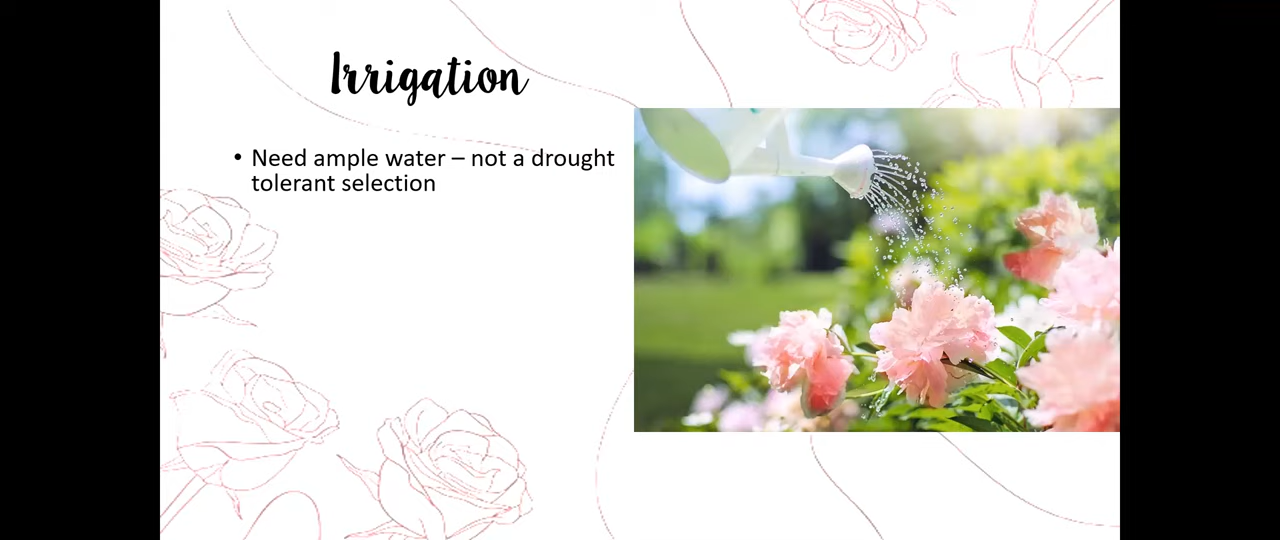 Irrigation
• Need ample water – not a drought
tolerant selection